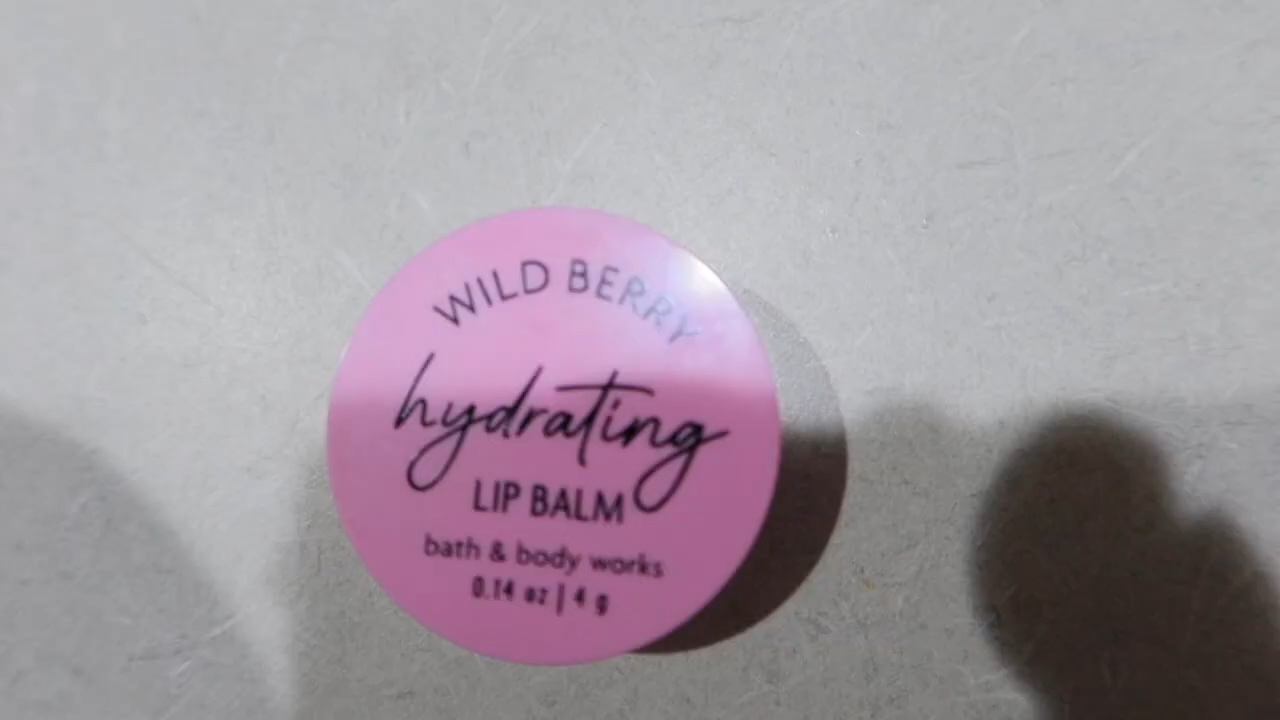 WILD BERRY
hydrating
LIP BALM
bath & body works
0.14 oz | 4 g